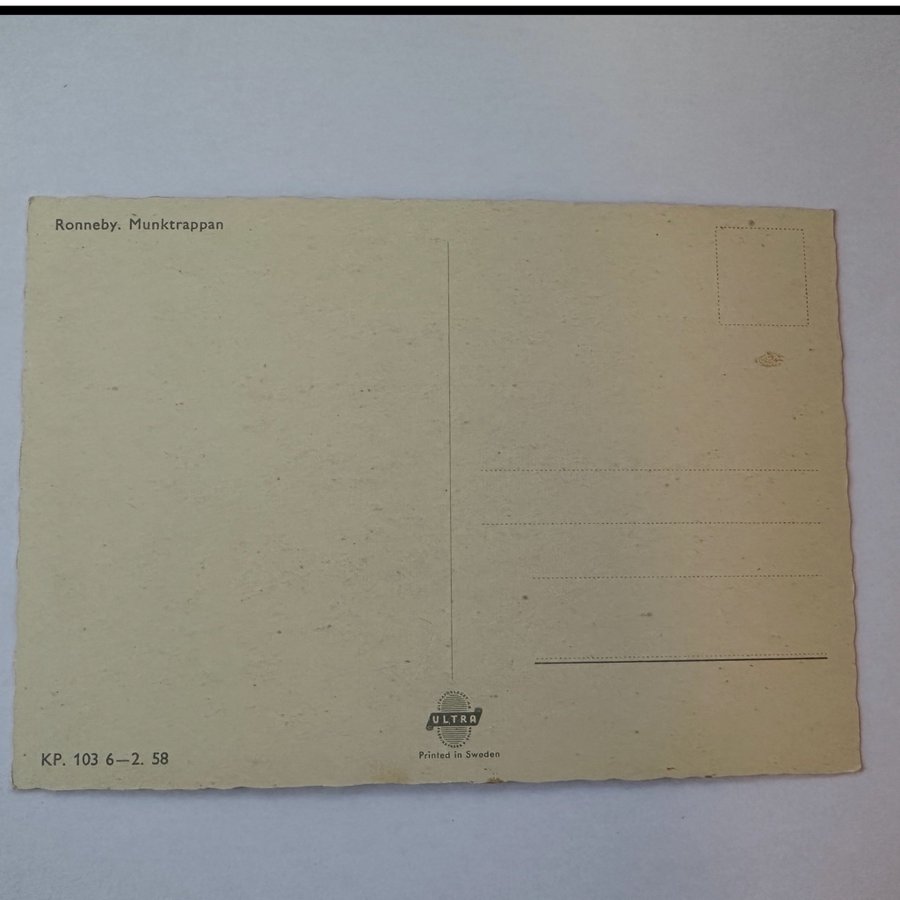 Ronneby. Munktrappan
ULTRA
Printed in Sweden
KP. 103 6—2. 58